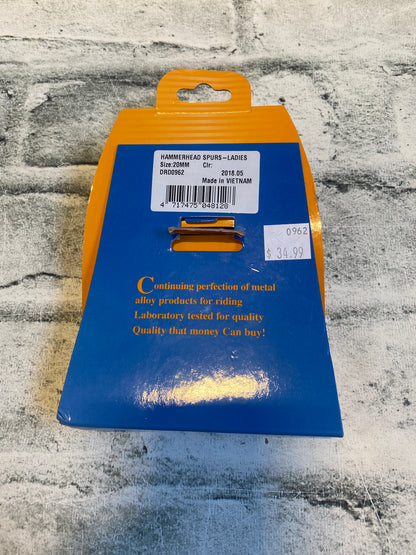 HAMMERHEAD SPURS-LADIES
Size:20MM Clr:
DRD0962 2018.05
Made in VIETNAM
4 717475 048128
0962
$ 34.99
Continuing perfection of metal
alloy products for riding
Laboratory tested for quality
Quality that money Can buy!